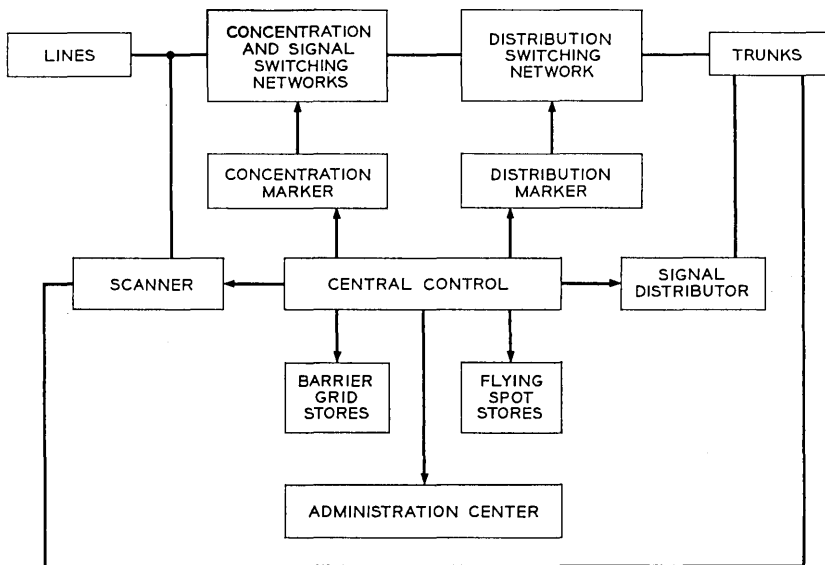 LINES
CONCENTRATION
AND SIGNAL
SWITCHING
NETWORKS
DISTRIBUTION
SWITCHING
NETWORK
TRUNKS
CONCENTRATION
MARKER
DISTRIBUTION
MARKER
SCANNER
CENTRAL CONTROL
SIGNAL
DISTRIBUTOR
BARRIER
GRID
STORES
FLYING
SPOT
STORES
ADMINISTRATION CENTER